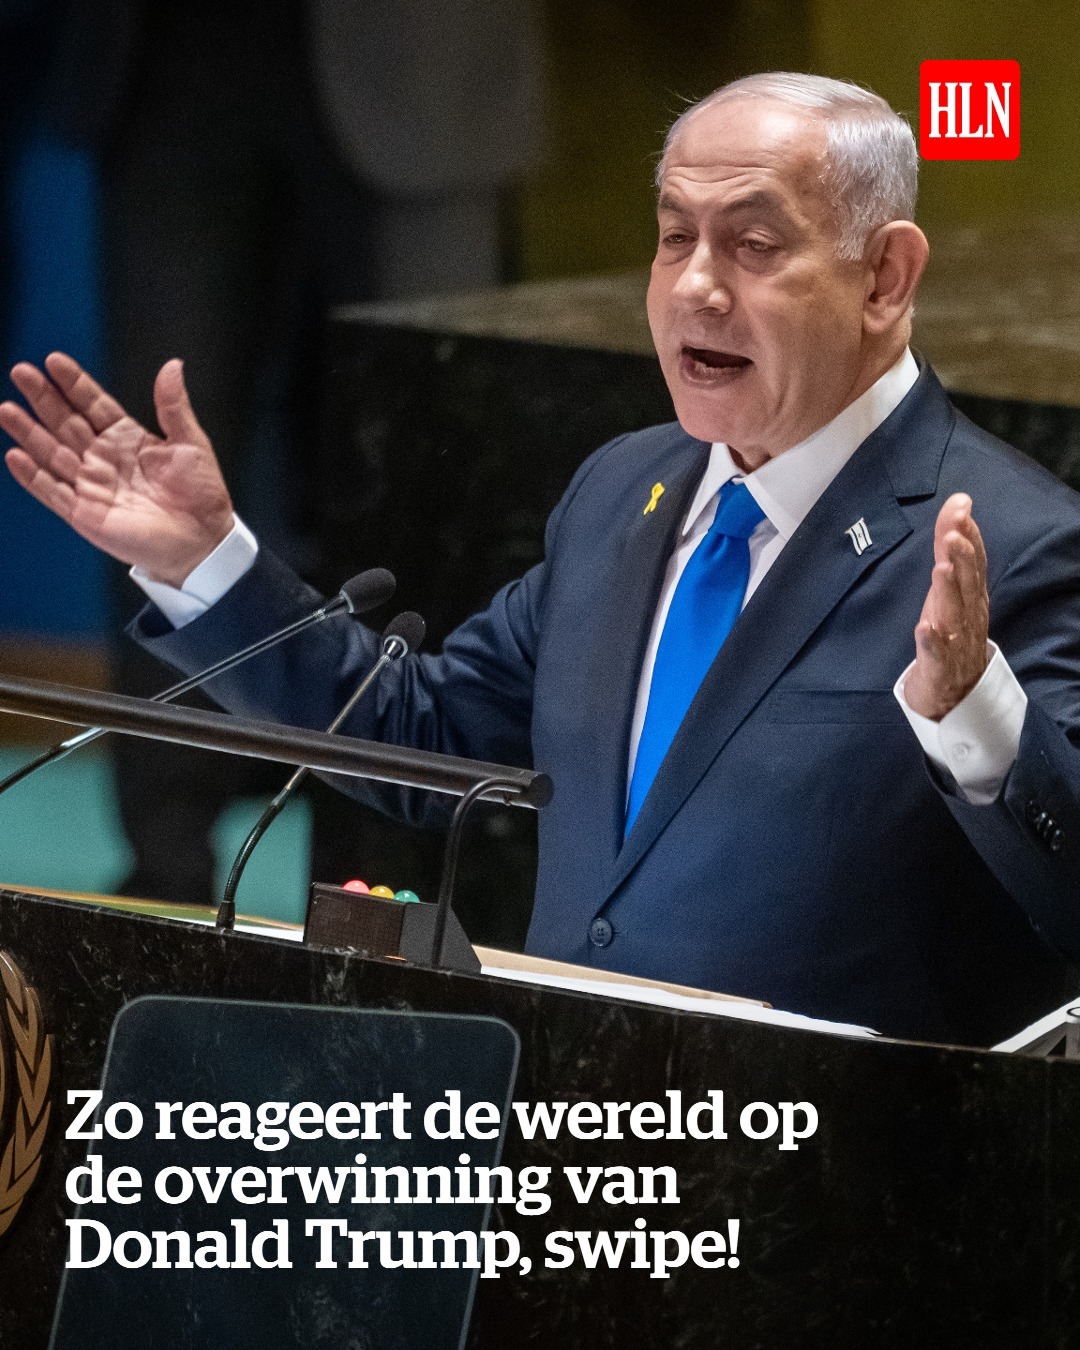 HLN
Zo reageert de wereld op
de overwinning van
Donald Trump, swipe!